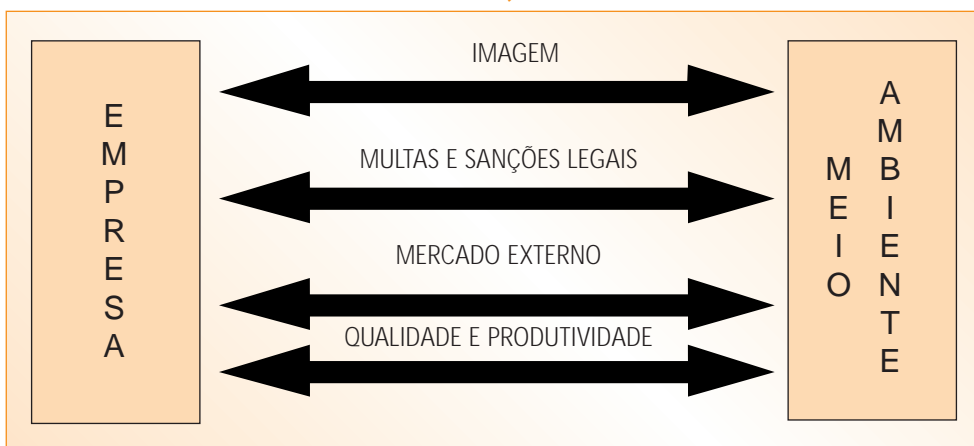 EMPRESA
IMAGEM
MULTAS E SANÇÕES LEGAIS
MERCADO EXTERNO
QUALIDADE E PRODUTIVIDADE
MEIO
AMBIENTE